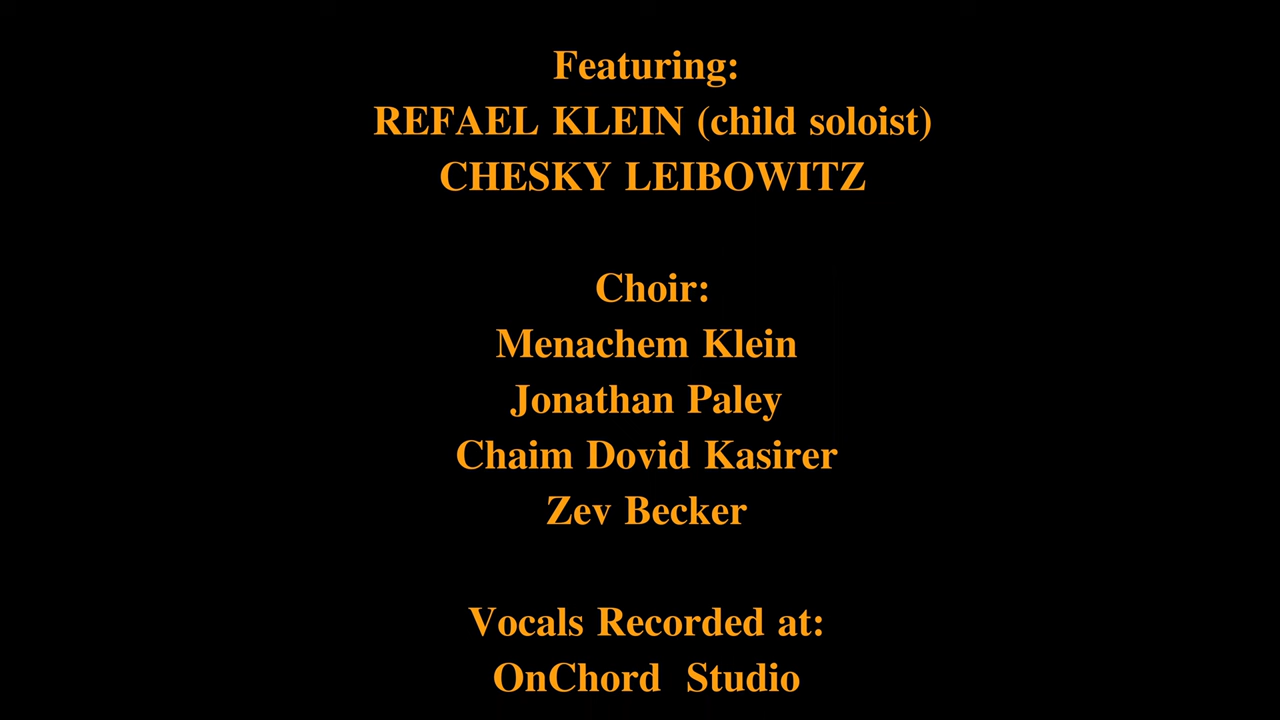 Featuring:
REFAEL KLEIN (child soloist)
CHESKY LEIBOWITZ
Choir:
Menachem Klein
Jonathan Paley
Chaim Dovid Kasirer
Zev Becker
Vocals Recorded at:
OnChord Studio